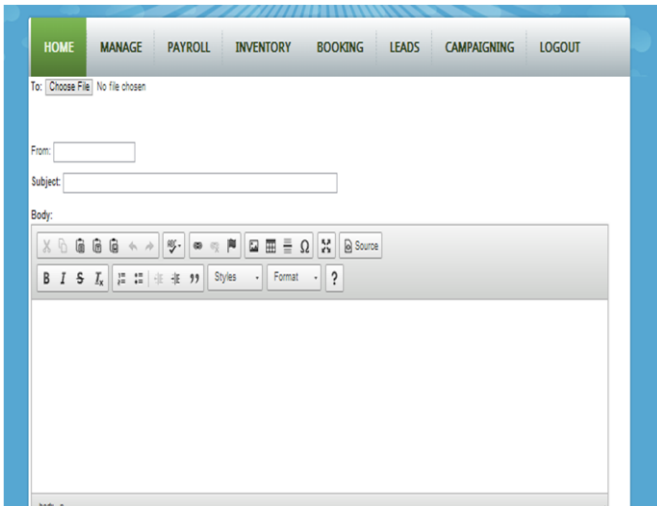 HOME MANAGE PAYROLL INVENTORY BOOKING LEADS CAMPAIGNING LOGOUT
To: Choose File No file chosen
From:
Subject:
Body:
Ω Source
B I S Ix Styles Format ?